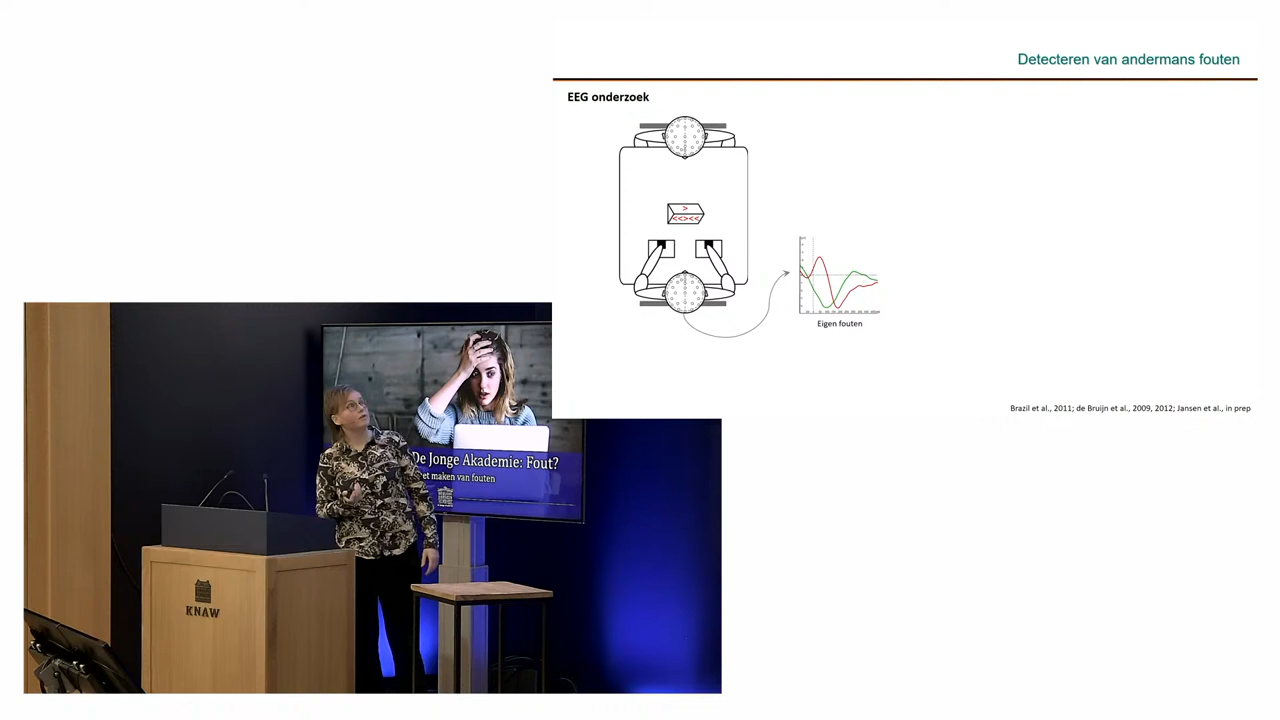 Detecteren van andermans fouten
EEG onderzoek
>
<<><<
Eigen fouten
Brazil et al., 2011; de Bruijn et al., 2009, 2012; Jansen et al., in prep
De Jonge Akademie: Fout?
et maken van fouten
KNAW